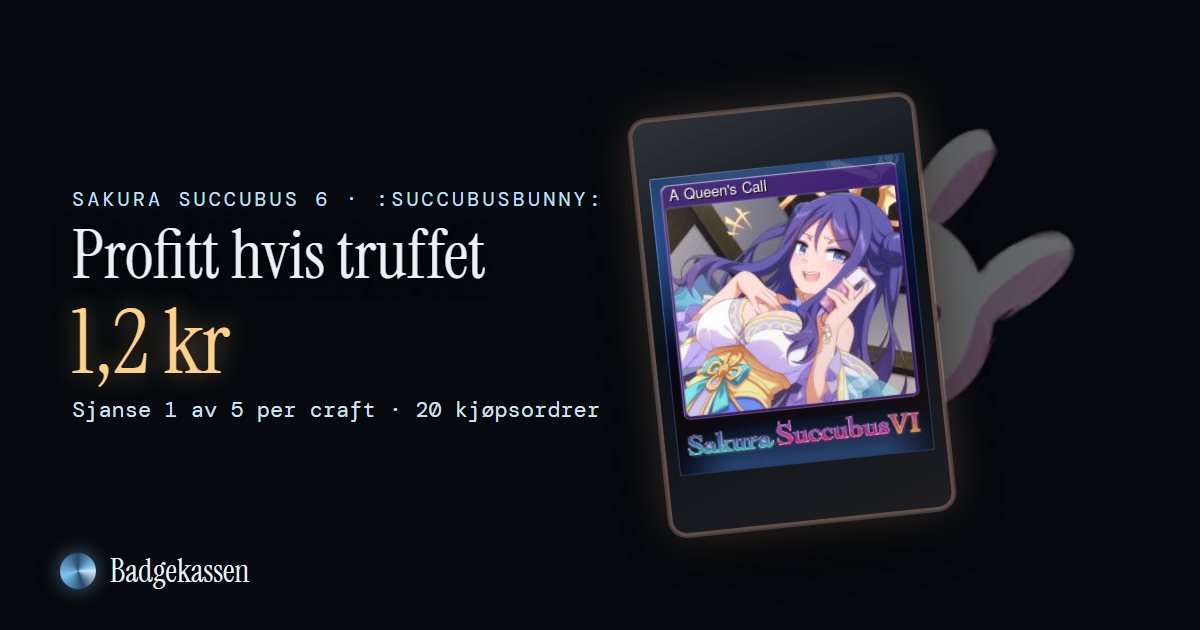 SAKURA SUCCUBUS 6 · :SUCCUBUSBUNNY:
Profitt hvis truffet
1,2 kr
Sjanse 1 av 5 per craft · 20 kjøpsordrer
Badgekassen
A Queen's Call
Sakura Succubus VI